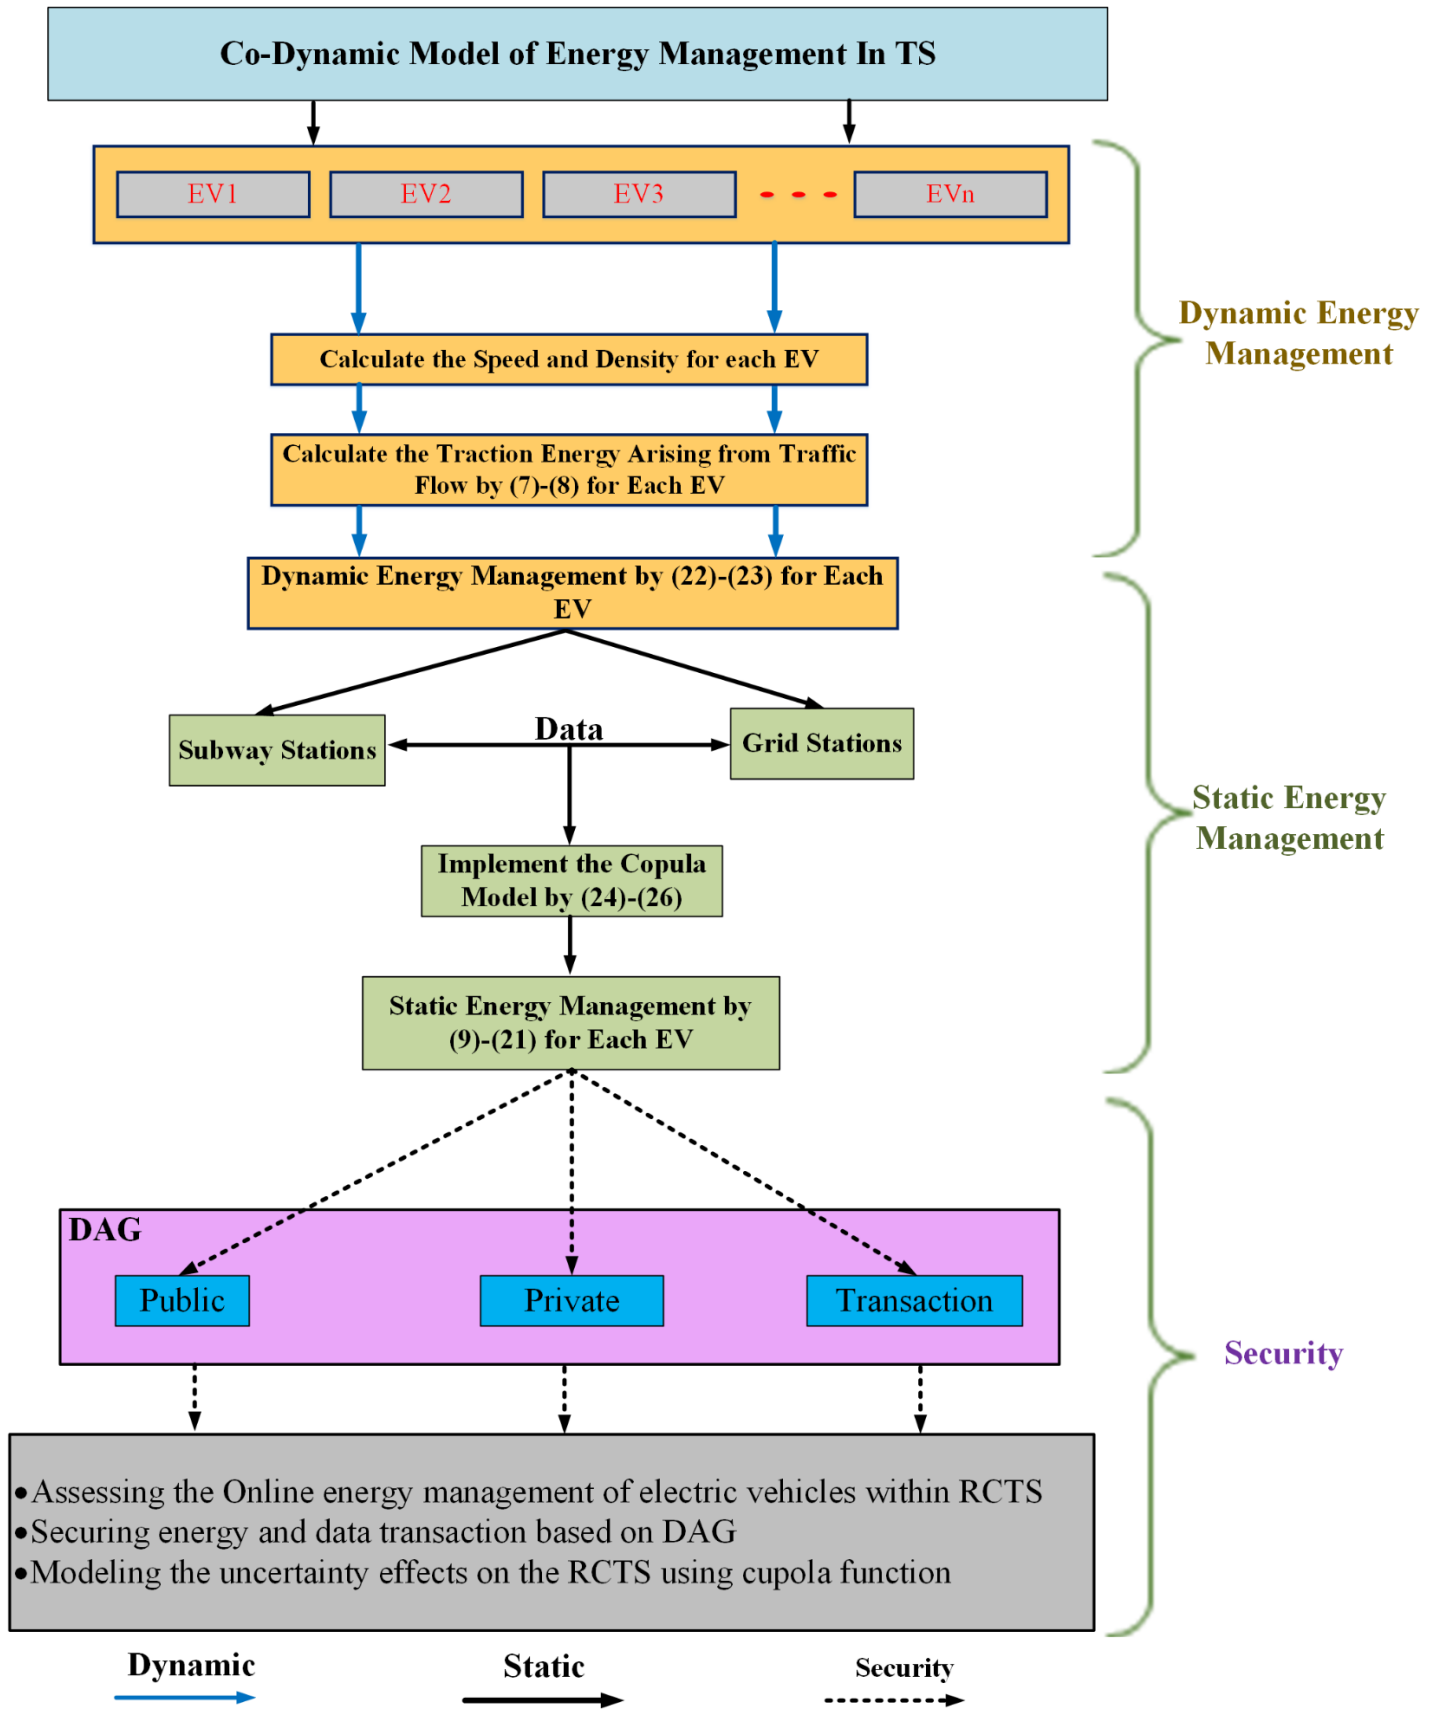 Co-Dynamic Model of Energy Management In TS
EV1
EV2
EV3
EVn
Dynamic Energy
Management
Calculate the Speed and Density for each EV
Calculate the Traction Energy Arising from Traffic
Flow by (7)-(8) for Each EV
Dynamic Energy Management by (22)-(23) for Each
EV
Subway Stations
Data
Grid Stations
Static Energy
Management
Implement the Copula
Model by (24)-(26)
Static Energy Management by
(9)-(21) for Each EV
DAG
Public
Private
Transaction
Security
•Assessing the Online energy management of electric vehicles within RCTS
•Securing energy and data transaction based on DAG
•Modeling the uncertainty effects on the RCTS using cupola function
Dynamic
Static
Security